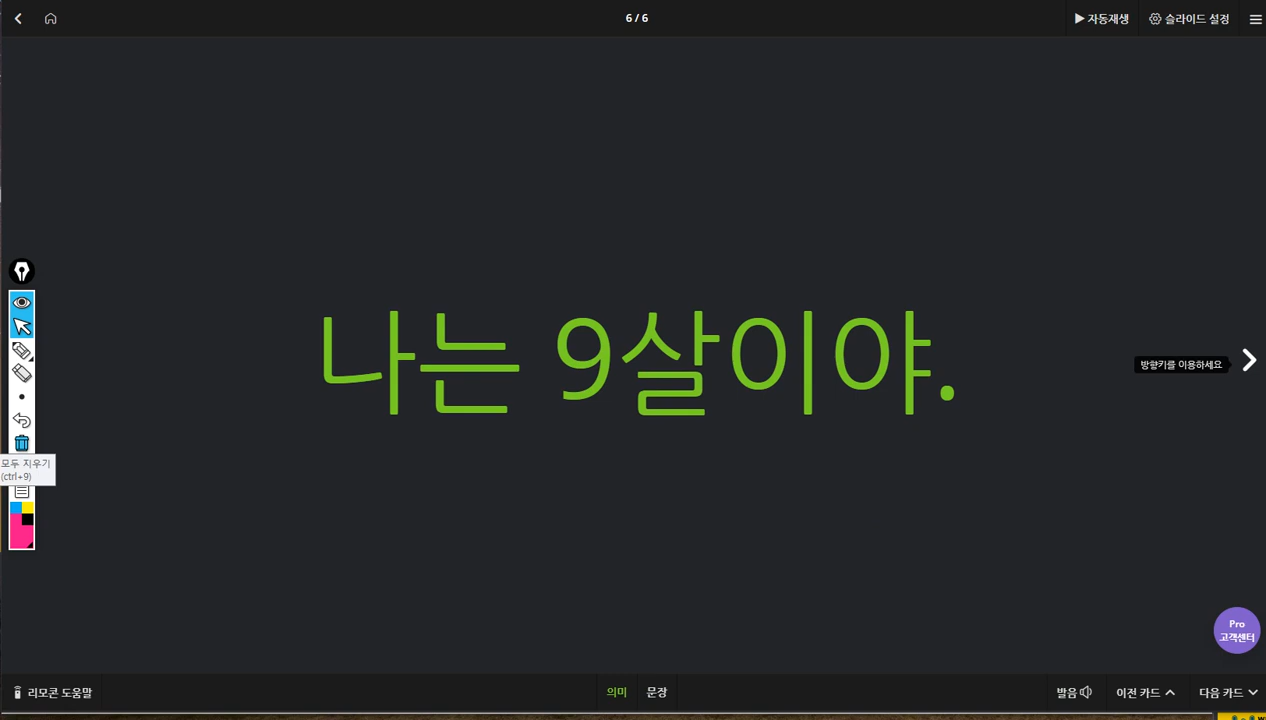 6 / 6
자동재생
슬라이드 설정
나는 9살이야.
방향키를 이용하세요
모두 지우기
(ctrl+9)
Pro
고객센터
리모콘 도움말
의미
문장
발음
이전 카드
다음 카드